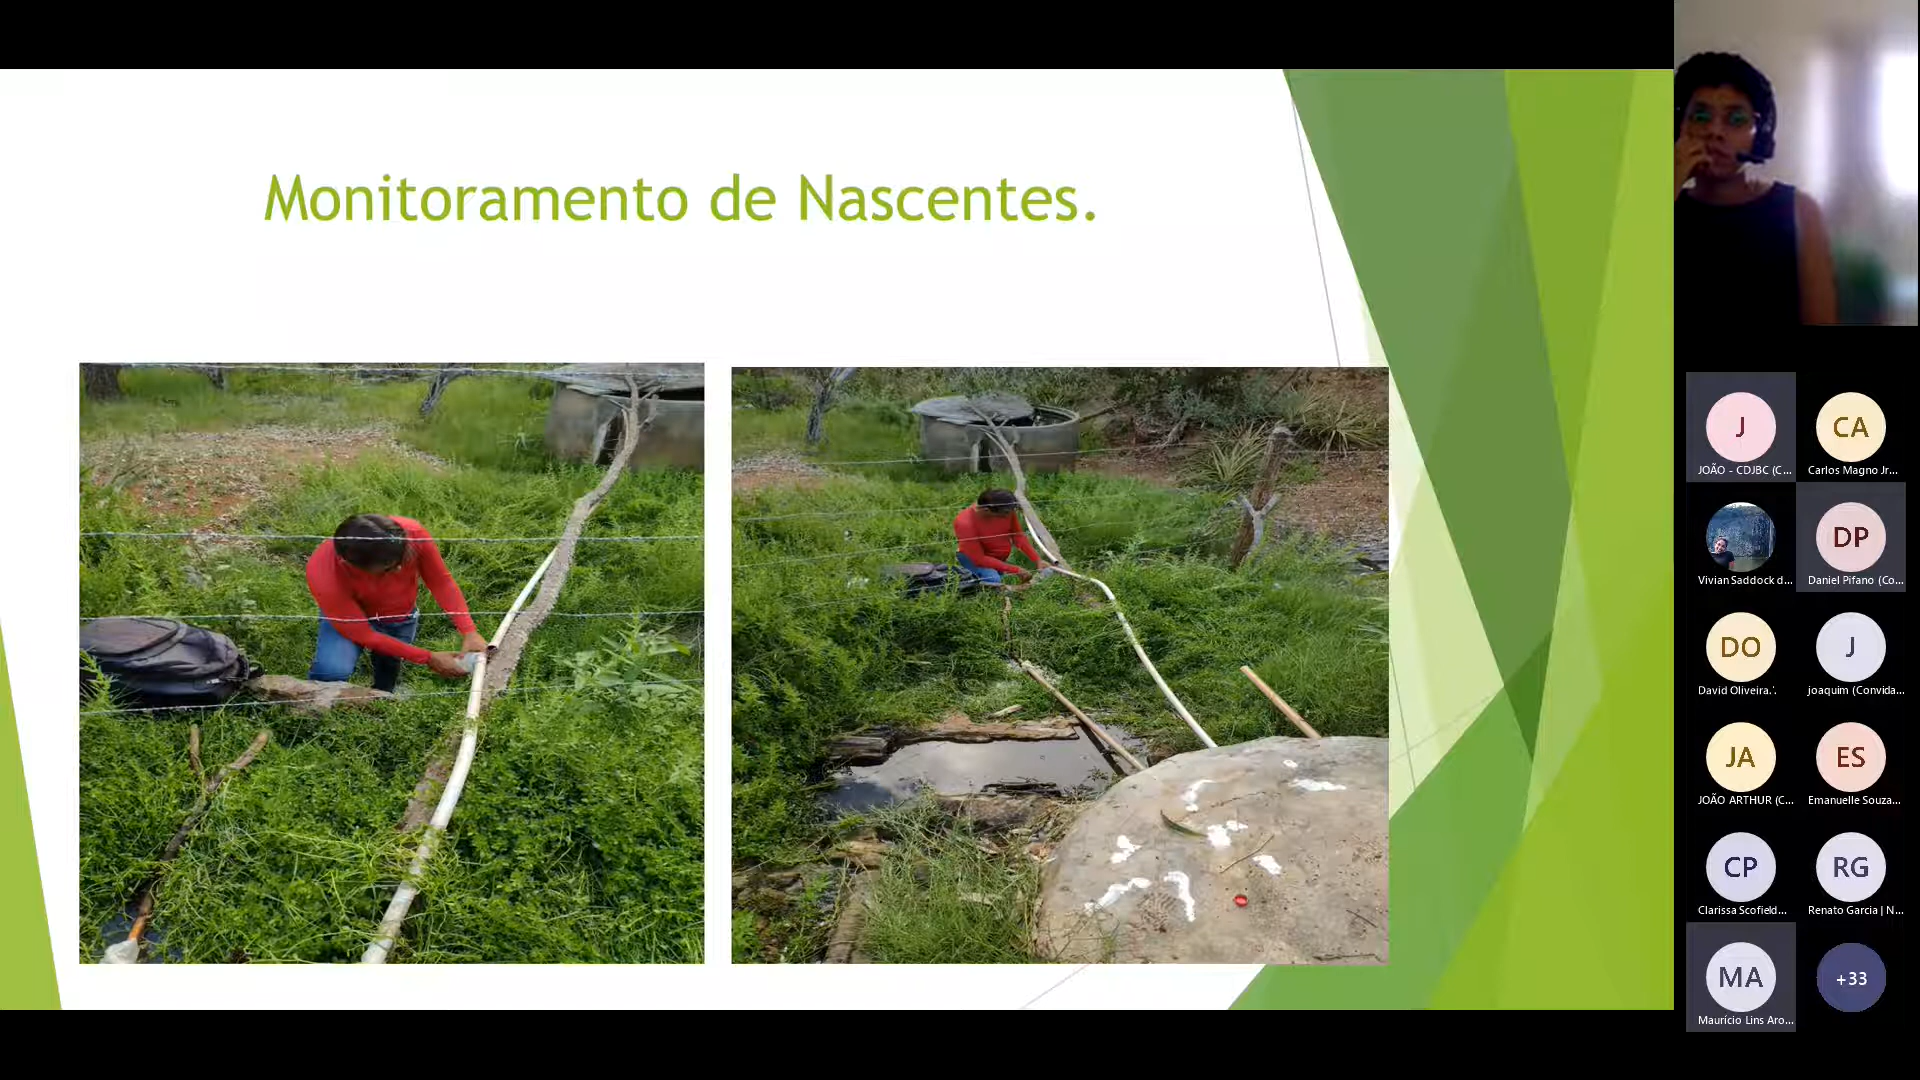 Monitoramento de Nascentes.
J
JOÃO - CDJBC (C...
CA
Carlos Magno Jr...
Vivian Saddock d...
DP
Daniel Pifano (Co...
DO
David Oliveira.'.
J
joaquim (Convida...
JA
JOÃO ARTHUR (C...
ES
Emanuelle Souza...
CP
Clarissa Scofield...
RG
Renato Garcia | N...
MA
Maurício Lins Aro...
+33